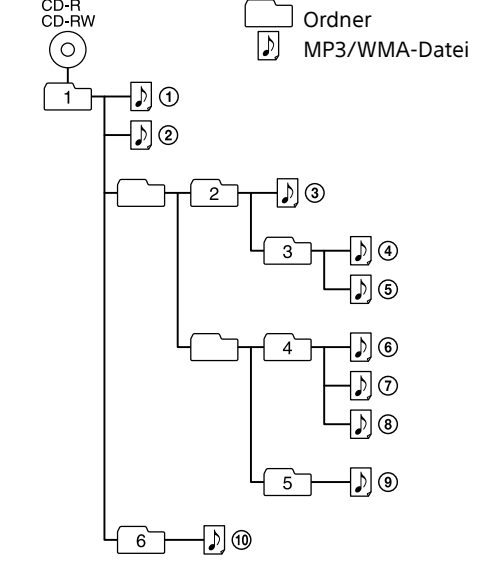 CD-R
CD-RW
Ordner
MP3/WMA-Datei
1 ①
②
2 ③
3 ④
⑤
4 ⑥
⑦
⑧
5 ⑨
6 ⑩